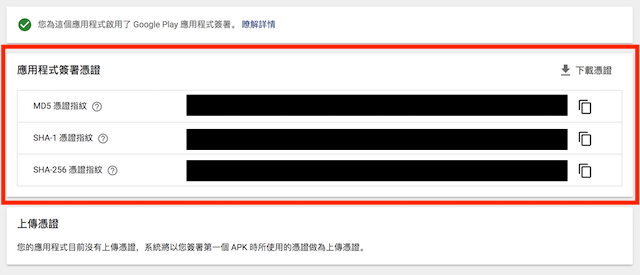 您為這個應用程式啟用了 Google Play 應用程式簽署。 瞭解詳情
應用程式簽署憑證
下載憑證
MD5 憑證指紋
SHA-1 憑證指紋
SHA-256 憑證指紋
上傳憑證
您的應用程式目前沒有上傳憑證，系統將以您簽署第一個 APK 時所使用的憑證做為上傳憑證。